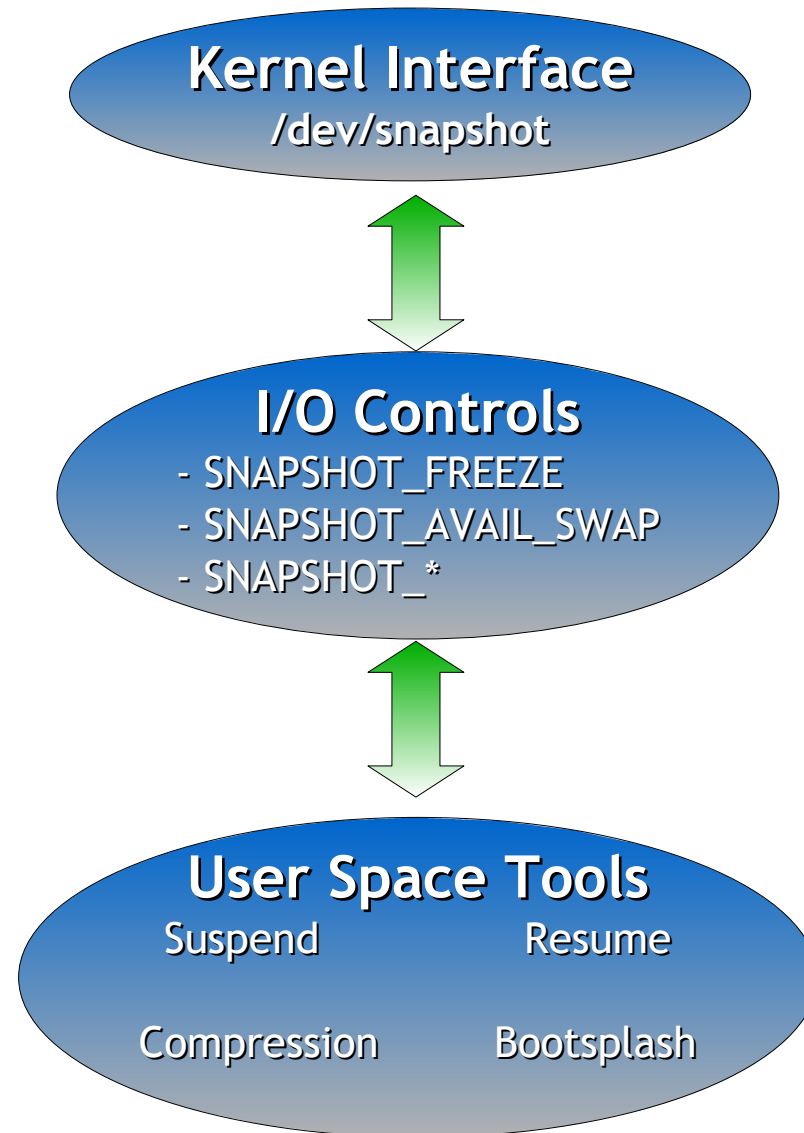 Kernel Interface
/dev/snapshot
I/O Controls
- SNAPSHOT_FREEZE
- SNAPSHOT_AVAIL_SWAP
- SNAPSHOT_*
User Space Tools
Suspend Resume
Compression Bootsplash